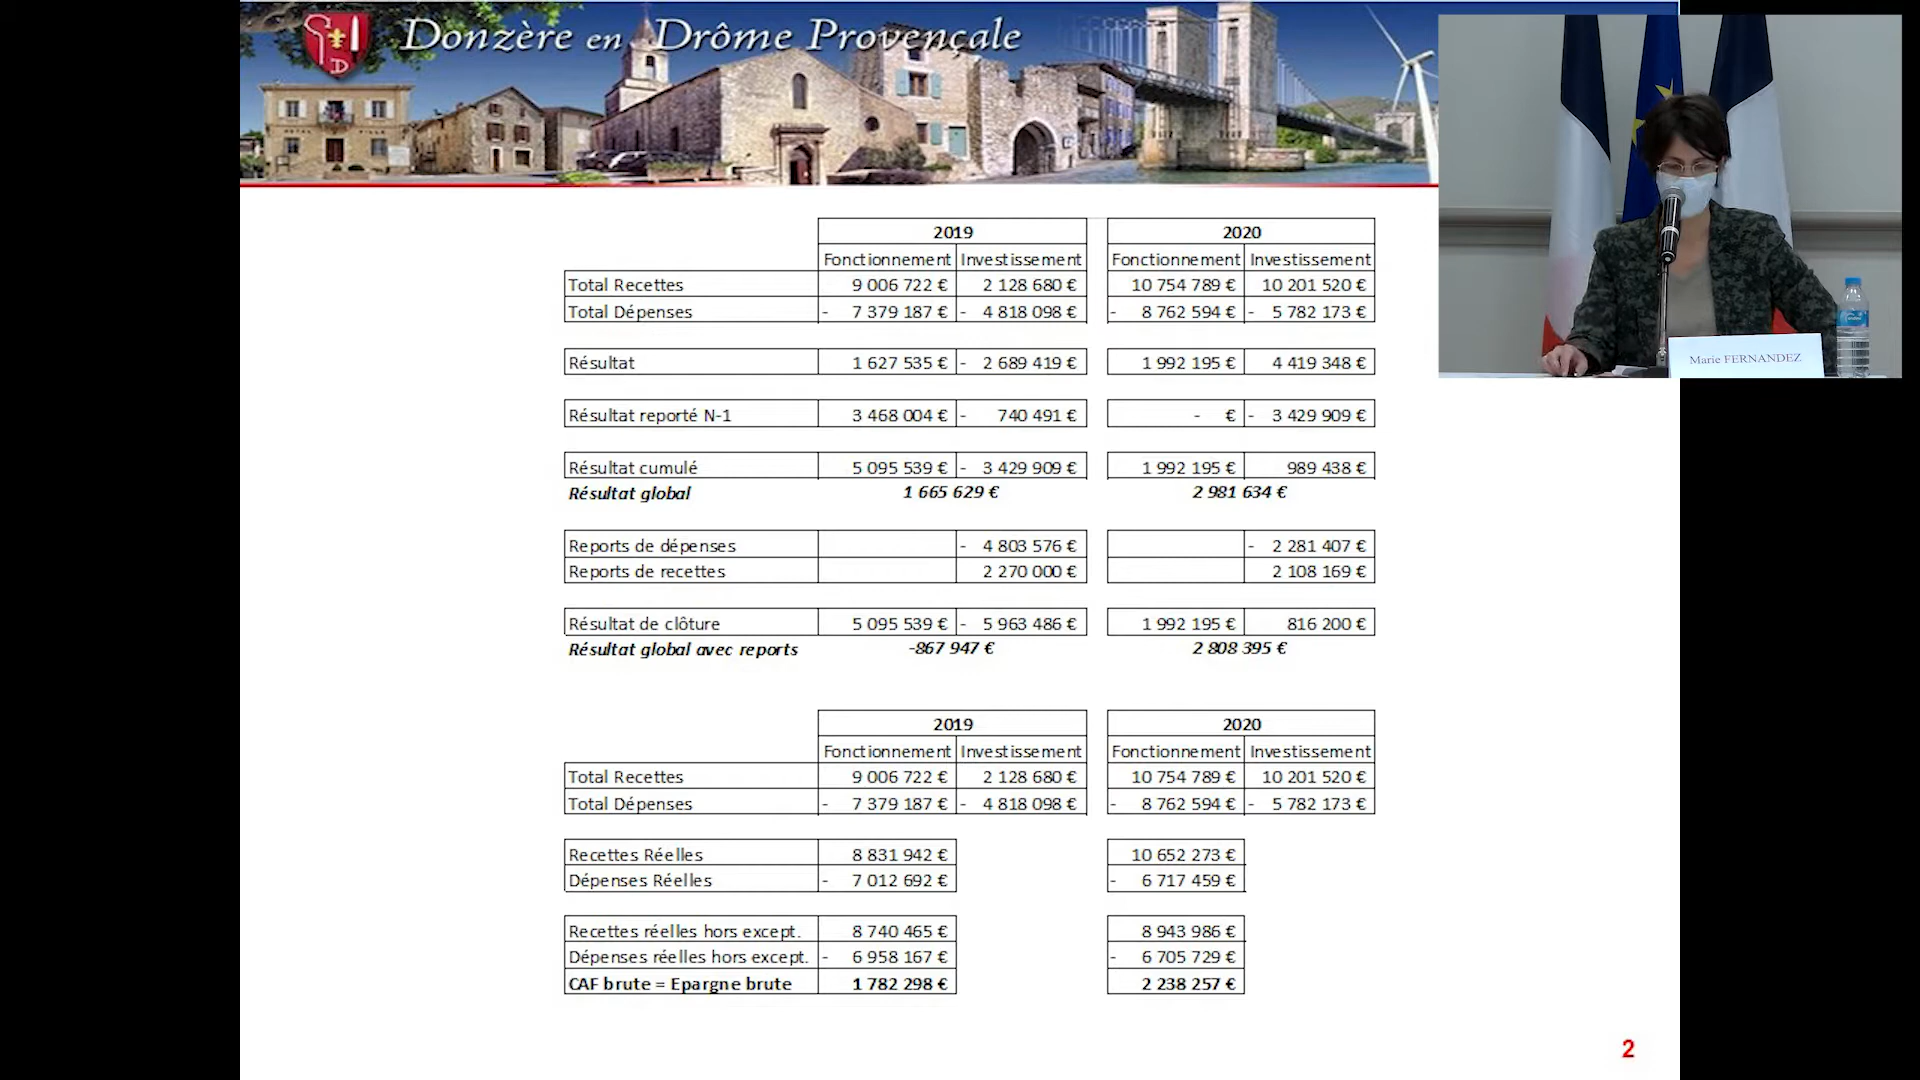 Donzère en Drôme Provençale
D
2019 2020
Fonctionnement Investissement Fonctionnement Investissement
Total Recettes 9 006 722 € 2 128 680 € 10 754 789 € 10 201 520 €
Total Dépenses - 7 379 187 € - 4 818 098 € - 8 762 594 € - 5 782 173 €
Résultat 1 627 535 € - 2 689 419 € 1 992 195 € 4 419 348 €
Résultat reporté N-1 3 468 004 € - 740 491 € - € - 3 429 909 €
Résultat cumulé 5 095 539 € - 3 429 909 € 1 992 195 € 989 438 €
Résultat global 1 665 629 € 2 981 634 €
Reports de dépenses - 4 803 576 € - 2 281 407 €
Reports de recettes 2 270 000 € 2 108 169 €
Résultat de clôture 5 095 539 € - 5 963 486 € 1 992 195 € 816 200 €
Résultat global avec reports -867 947 € 2 808 395 €
2019 2020
Fonctionnement Investissement Fonctionnement Investissement
Total Recettes 9 006 722 € 2 128 680 € 10 754 789 € 10 201 520 €
Total Dépenses - 7 379 187 € - 4 818 098 € - 8 762 594 € - 5 782 173 €
Recettes Réelles 8 831 942 € 10 652 273 €
Dépenses Réelles - 7 012 692 € - 6 717 459 €
Recettes réelles hors except. 8 740 465 € 8 943 986 €
Dépenses réelles hors except. - 6 958 167 € - 6 705 729 €
CAF brute = Epargne brute 1 782 298 € 2 238 257 €
2
Marie FERNANDEZ